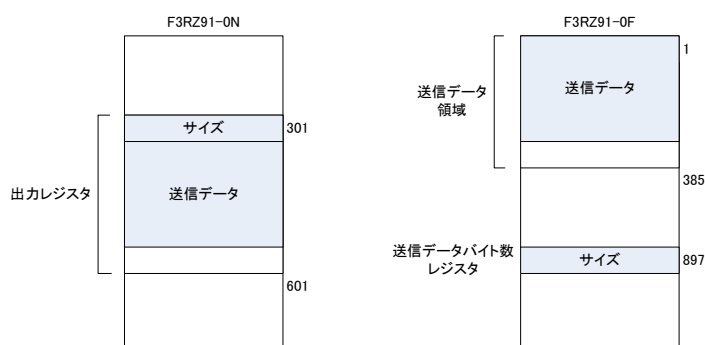 F3RZ91-0N
サイズ
301
出力レジスタ
送信データ
601
F3RZ91-0F
1
送信データ
領域
送信データ
385
送信データバイト数
レジスタ
サイズ
897